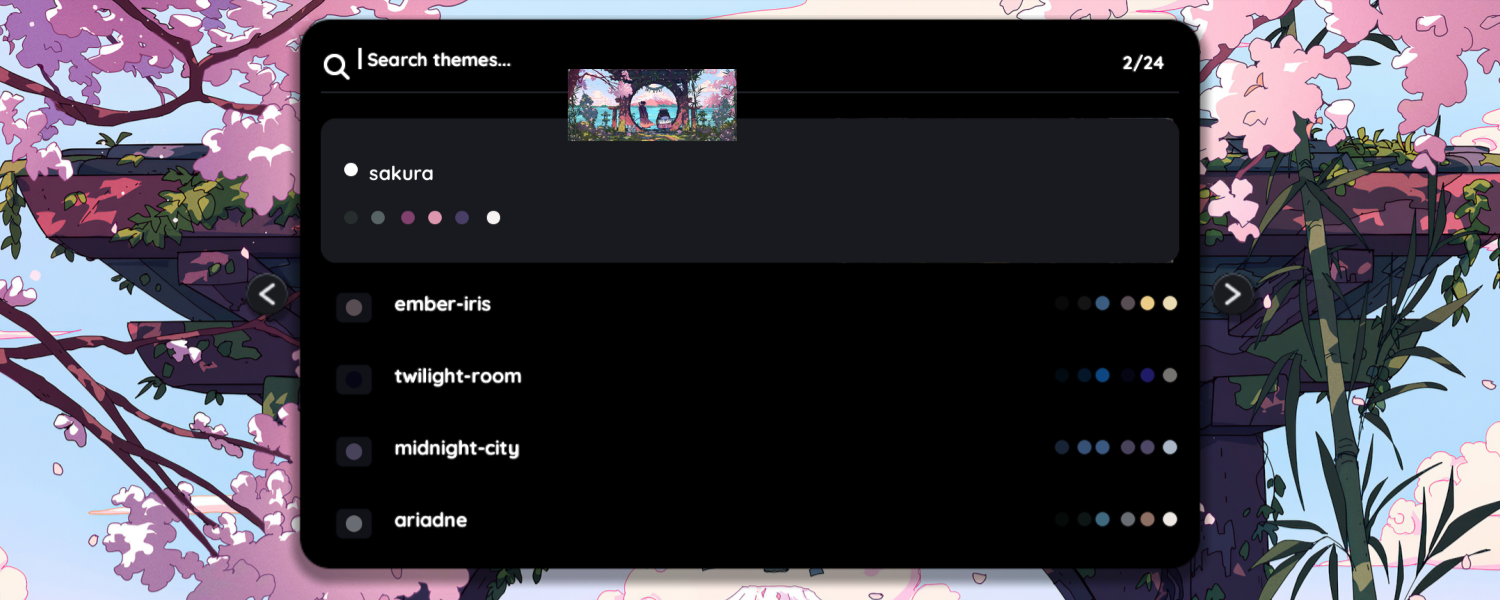 Search themes...
2/24
sakura
ember-iris
twilight-room
midnight-city
ariadne